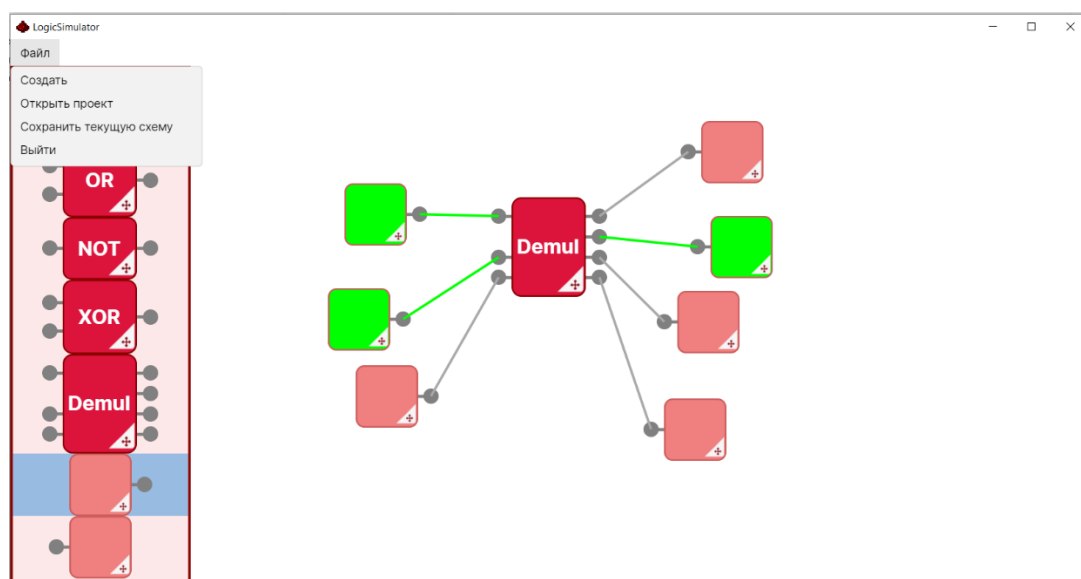 LogicSimulator
Файл
Создать
Открыть проект
Сохранить текущую схему
Выйти
OR
NOT
XOR
Demul
Demul